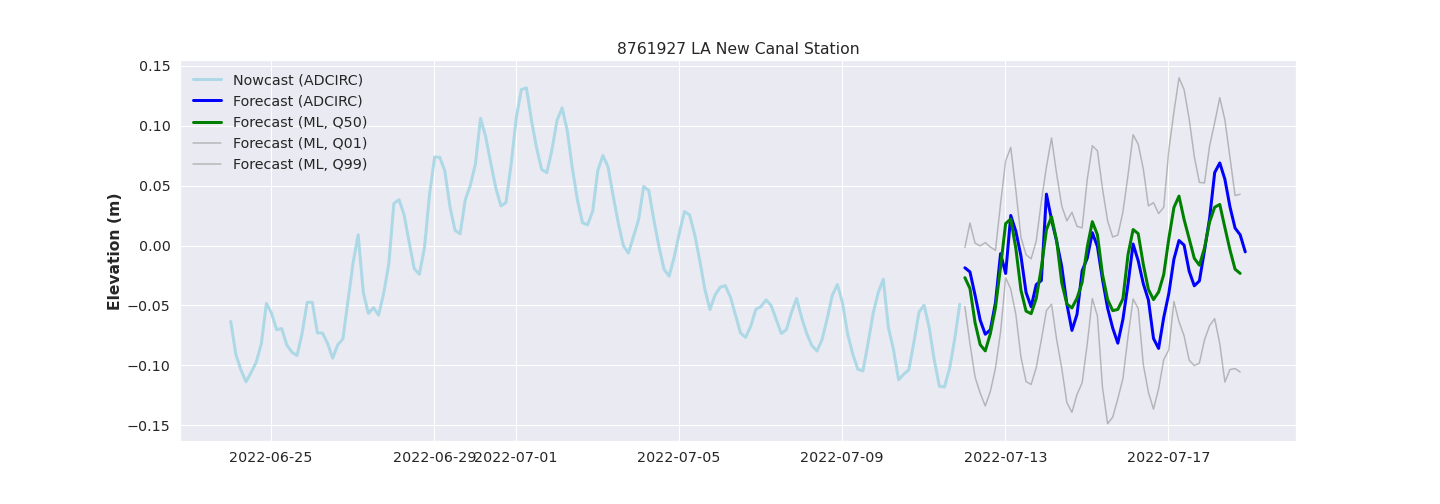 8761927 LA New Canal Station
Nowcast (ADCIRC)
Forecast (ADCIRC)
Forecast (ML, Q50)
Forecast (ML, Q01)
Forecast (ML, Q99)
Elevation (m)
0.15
0.10
0.05
0.00
−0.05
−0.10
−0.15
2022-06-25 2022-06-29 2022-07-01 2022-07-05 2022-07-09 2022-07-13 2022-07-17